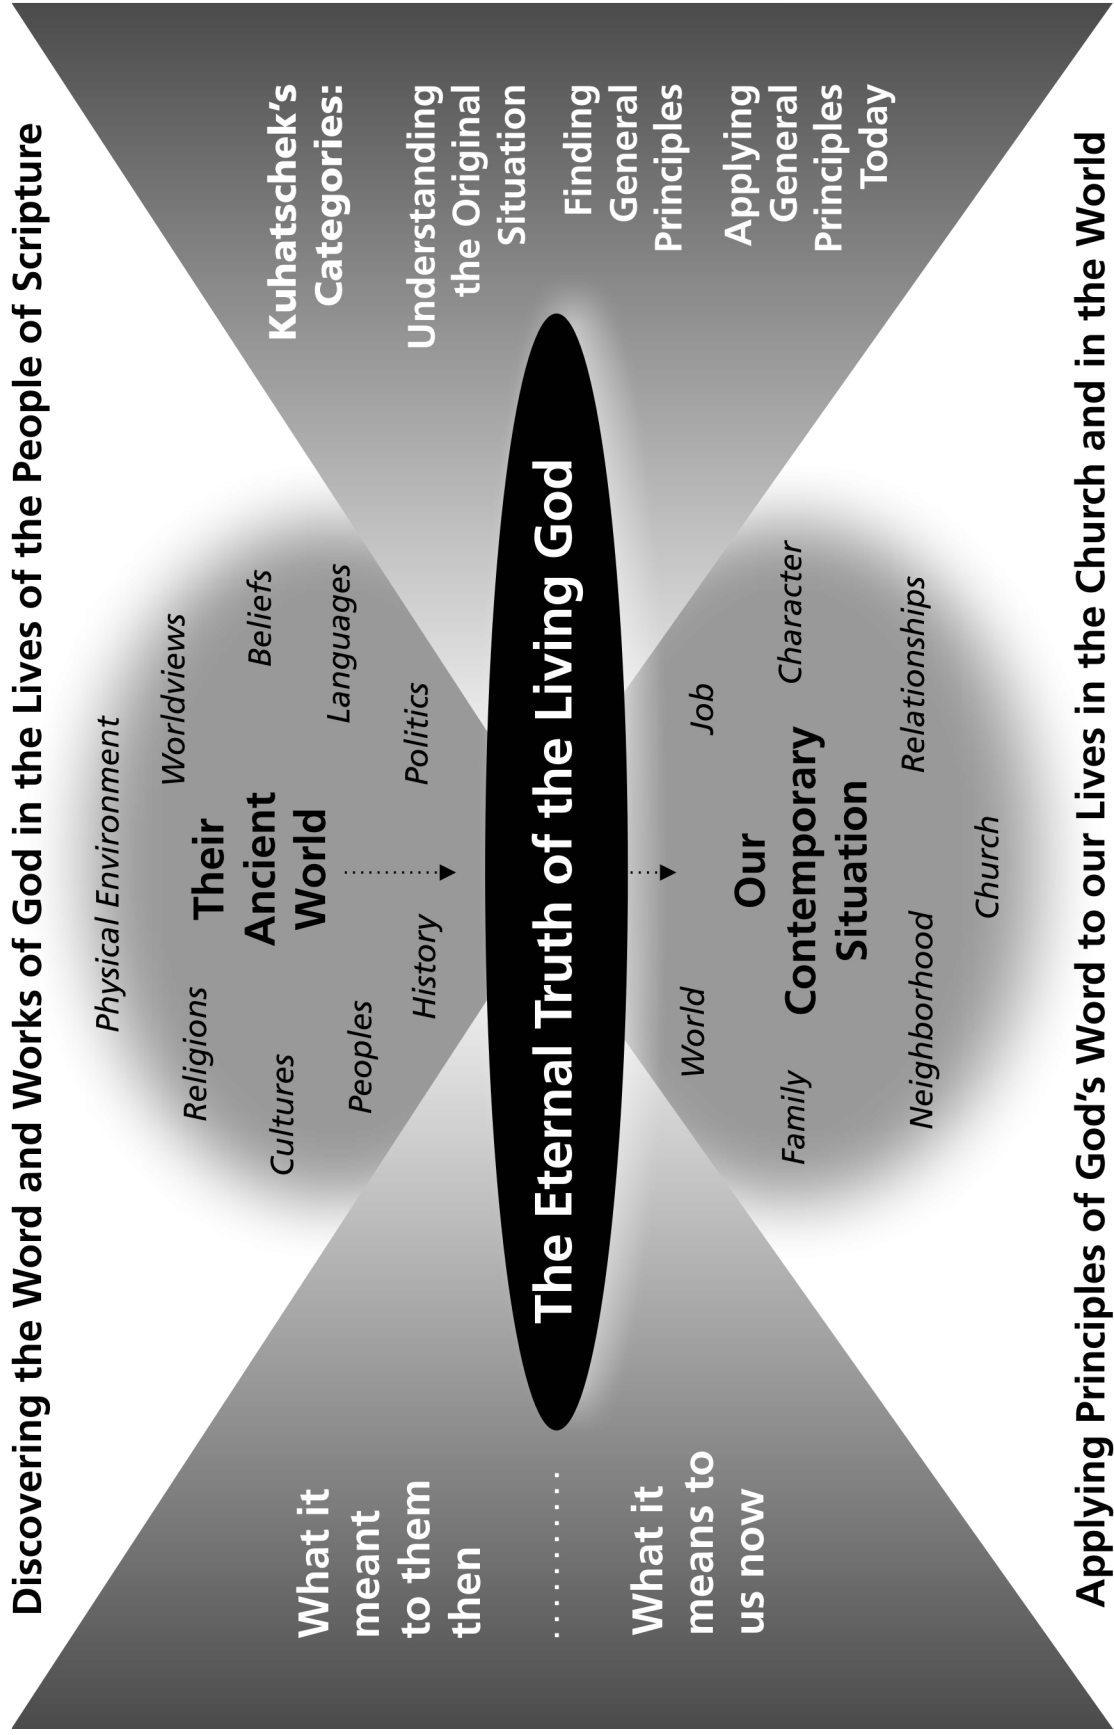 Discovering the Word and Works of God in the Lives of the People of Scripture
Physical Environment
Religions
Worldviews
Cultures
Beliefs
Their
Ancient
World
Peoples
Languages
History
Politics
What it
meant
to them
then
What it
means to
us now
The Eternal Truth of the Living God
Kuhatschek’s
Categories:
Understanding
the Original
Situation
Finding
General
Principles
Applying
General
Principles
Today
World
Job
Our
Contemporary
Situation
Family
Character
Neighborhood
Relationships
Church
Applying Principles of God’s Word to our Lives in the Church and in the World